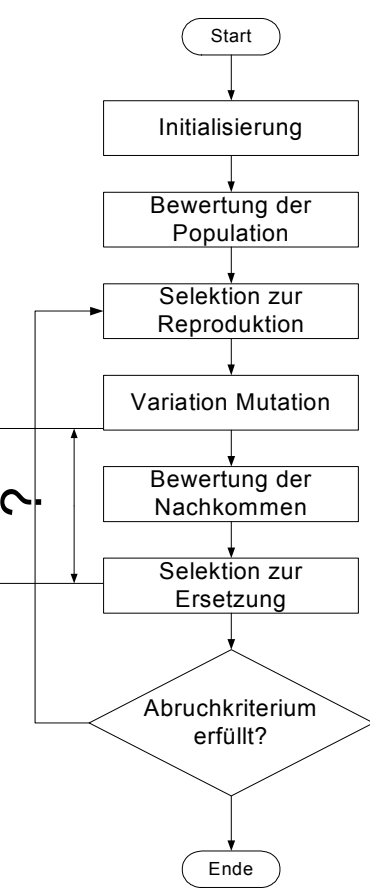 Start
Initialisierung
Bewertung der
Population
Selektion zur
Reproduktion
Variation Mutation
Bewertung der
Nachkommen
?
Selektion zur
Ersetzung
Abruchkriterium
erfüllt?
Ende